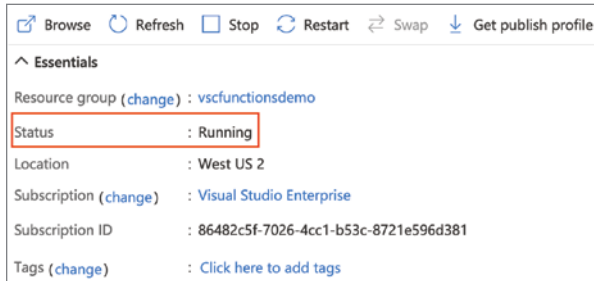 Browse Refresh Stop Restart Swap Get publish profile
Essentials
Resource group (change) : vscfunctionsdemo
Status : Running
Location : West US 2
Subscription (change) : Visual Studio Enterprise
Subscription ID : 86482c5f-7026-4cc1-b53c-8721e596d381
Tags (change) : Click here to add tags